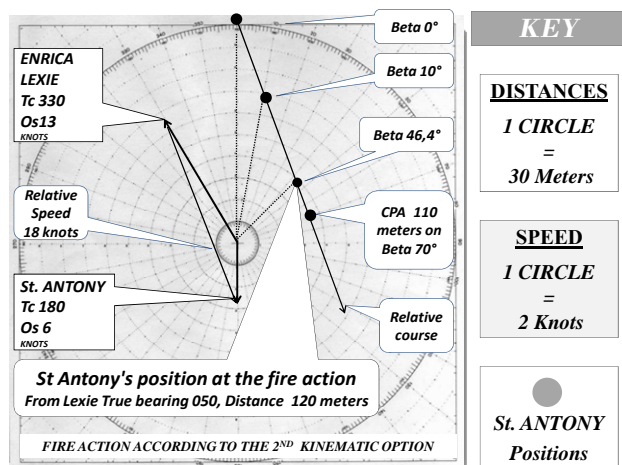 Beta 0°
ENRICA
LEXIE
Tc 330
Os13
KNOTS
Beta 10°
Beta 46,4°
Relative
Speed
18 knots
CPA 110
meters on
Beta 70°
St. ANTONY
Tc 180
Os 6
KNOTS
Relative
course
St Antony's position at the fire action
From Lexie True bearing 050, Distance 120 meters
FIRE ACTION ACCORDING TO THE 2ND KINEMATIC OPTION
KEY
DISTANCES
1 CIRCLE
=
30 Meters
SPEED
1 CIRCLE
=
2 Knots
St. ANTONY
Positions